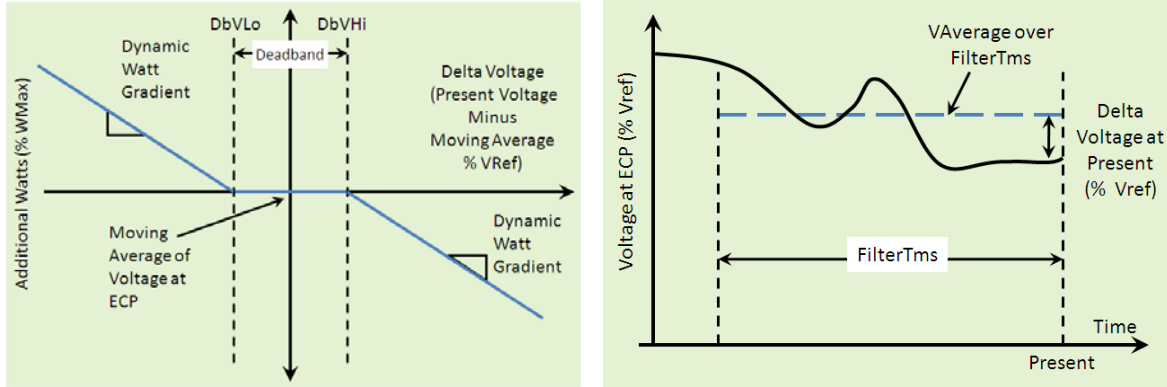 DbVLo
DbVHi
Deadband
Dynamic
Watt
Gradient
Delta Voltage
(Present Voltage
Minus
Moving Average
% VRef)
Additional Watts (% WMax)
Moving
Average of
Voltage at
ECP
Dynamic
Watt
Gradient
VAverage over
FilterTms
Voltage at ECP (% Vref)
Delta
Voltage at
Present
(% Vref)
FilterTms
Time
Present